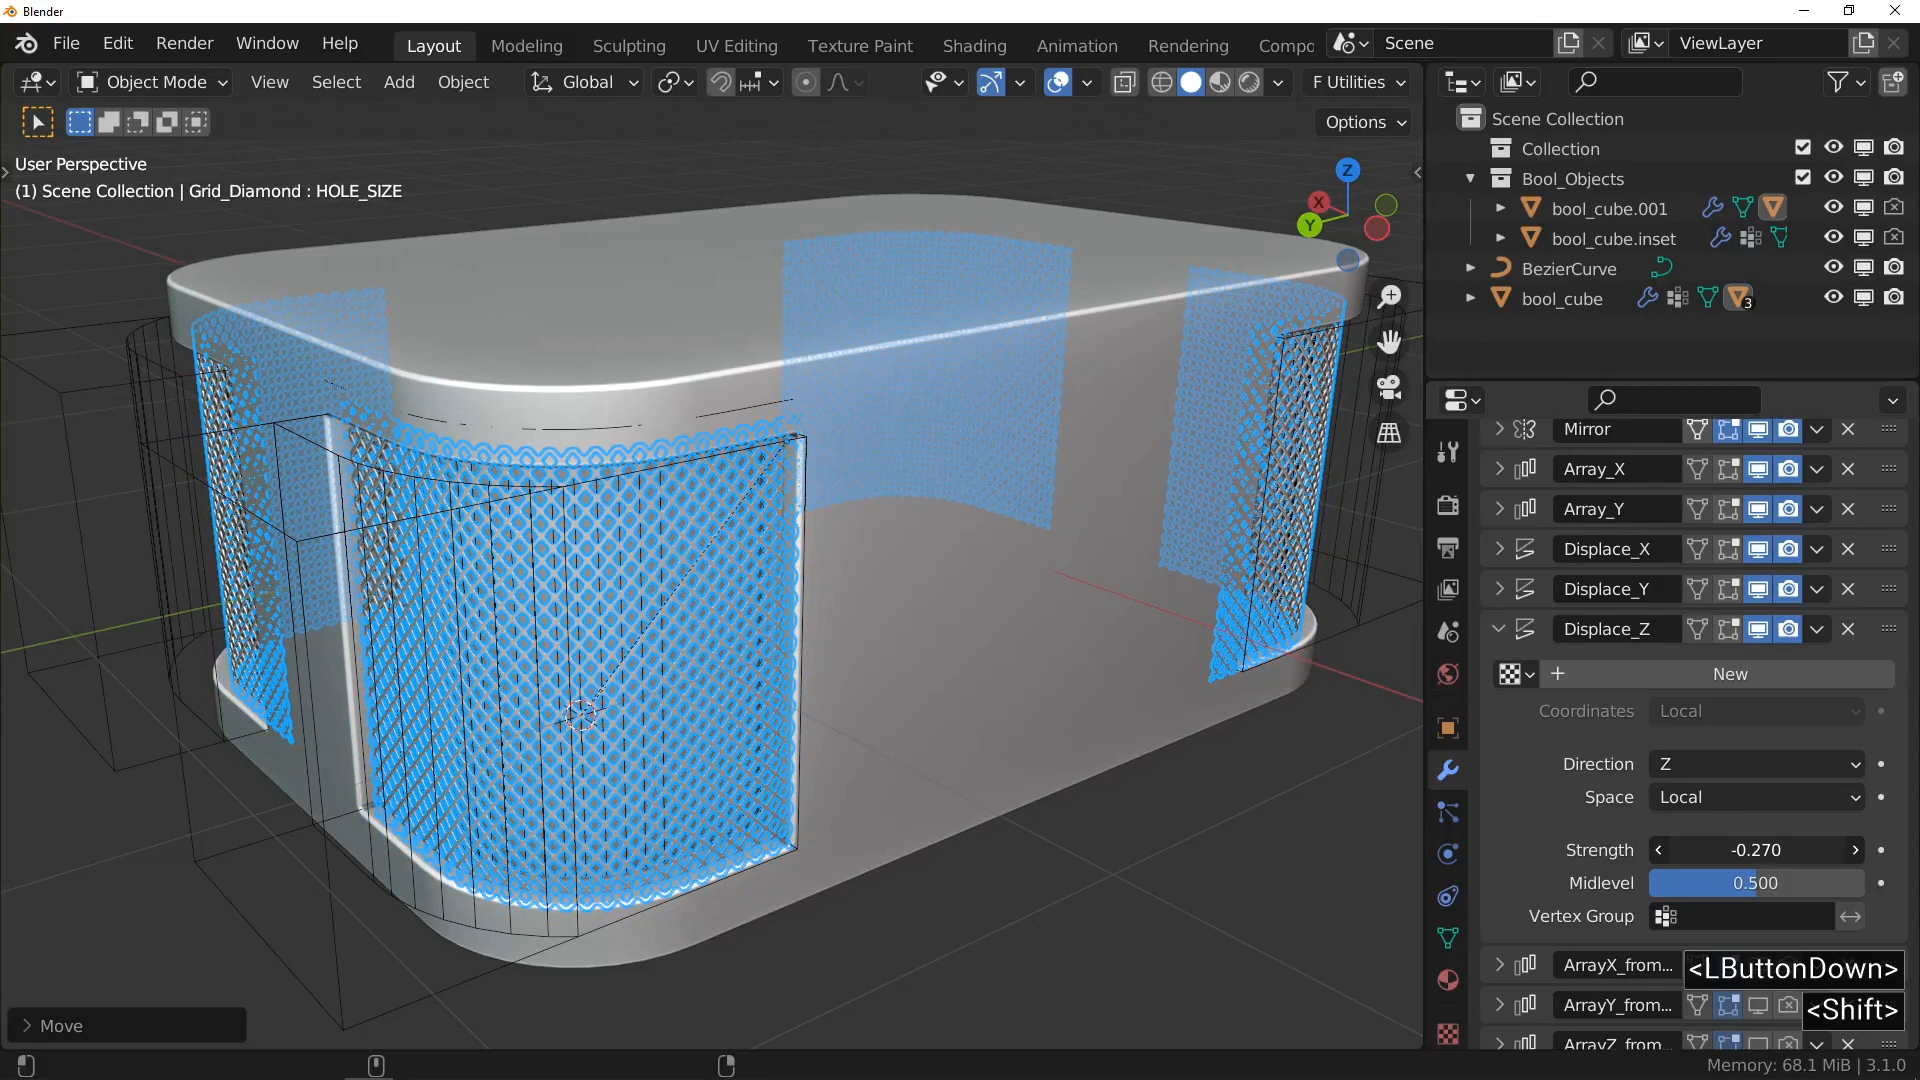 Blender
File Edit Render Window Help
Layout Modeling Sculpting UV Editing Texture Paint Shading Animation Rendering Compo
Scene
ViewLayer
Object Mode View Select Add Object
Global
F Utilities
Options
User Perspective
(1) Scene Collection | Grid_Diamond : HOLE_SIZE
Z
X
Y
Scene Collection
Collection
Bool_Objects
bool_cube.001
bool_cube.inset
BezierCurve
bool_cube
3
Mirror
Array_X
Array_Y
Displace_X
Displace_Y
Displace_Z
New
Coordinates Local
Direction Z
Space Local
Strength -0.270
Midlevel 0.500
Vertex Group
ArrayX_from...
ArrayY_from...
ArrayZ_from...
<LButtonDown>
<Shift>
Move
Memory: 68.1 MiB | 3.1.0